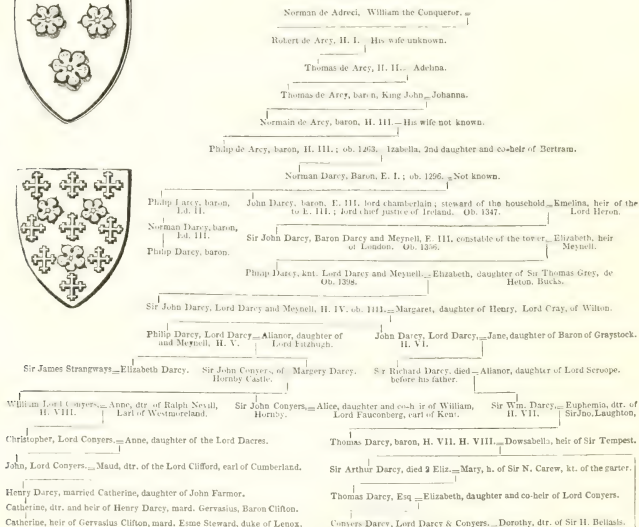 Norman de Adreci, William the Conqueror.
Robert de Arcy, H. I. His wife unknown.
Thomas de Arcy, H. II. Adelina.
Thomas de Arcy, baron, King John Johanna.
Normain de Arcy, baron, H. III. His wife not known.
Philip de Arcy, baron, H. III.; ob. 1263. Izabella, 2nd daughter and co-heir of Bertram.
Norman Darcy, Baron, E. I.; ob. 1296. Not known.
Philip Darcy, baron, Ed. II.
John Darcy, baron, E. III. lord chamberlain; steward of the household to E. III.; lord chief justice of Ireland. Ob. 1347.
Emelina, heir of the Lord Heron.
Norman Darcy, baron, Ed. III.
Sir John Darcy, Baron Darcy and Meynell, E. III. constable of the tower of London. Ob. 1356.
Elizabeth, heir Meynell.
Philip Darcy, baron.
Philip Darcy, knt. Lord Darcy and Meynell. Ob. 1398.
Elizabeth, daughter of Sir Thomas Grey, de Heton, Bucks.
Sir John Darcy, Lord Darcy and Meynell, H. IV. ob. 1411. Margaret, daughter of Henry, Lord Cray, of Wilton.
Philip Darcy, Lord Darcy and Meynell, H. V.
Alianor, daughter of Lord Fitzhugh.
John Darcy, Lord Darcy, H. VI.
Jane, daughter of Baron of Graystock.
Sir James Strangways Elizabeth Darcy.
Sir John Conyers, of Hornby Castle.
Margery Darcy.
Sir Richard Darcy, died before his father.
Alianor, daughter of Lord Scroope.
William Lord Conyers, H. VIII.
Anne, dtr. of Ralph Nevill, Earl of Westmoreland.
Sir John Conyers, Hornby.
Alice, daughter and co-heir of William, Lord Fauconberg, earl of Kent.
Sir Wm. Darcy, H. VII.
Euphemia, dtr. of Sir Jno. Laughton,
Christopher, Lord Conyers. Anne, daughter of the Lord Dacres.
Thomas Darcy, baron, H. VII. H. VIII. Dowsabella, heir of Sir Tempest.
John, Lord Conyers. Maud, dtr. of the Lord Clifford, earl of Cumberland.
Sir Arthur Darcy, died 2 Eliz. Mary, h. of Sir N. Carew, kt. of the garter.
Henry Darcy, married Catherine, daughter of John Farmor.
Thomas Darcy, Esq Elizabeth, daughter and co-heir of Lord Conyers.
Catherine, dtr. and heir of Henry Darcy, mard. Gervasius, Baron Clifton.
Catherine, heir of Gervasius Clifton, mard. Esme Steward, duke of Lenox.
Conyers Darcy, Lord Darcy & Conyers. Dorothy, dtr. of Sir H. Bellasis.